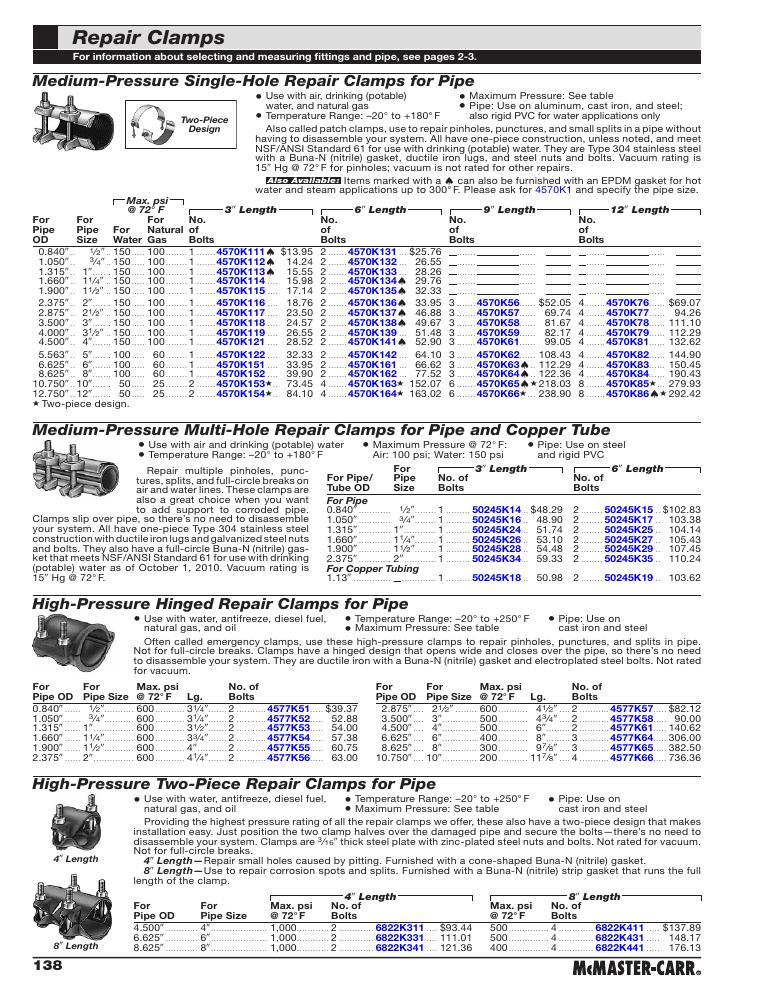 Repair Clamps
For information about selecting and measuring fittings and pipe, see pages 2-3.
Medium-Pressure Single-Hole Repair Clamps for Pipe
Two-Piece
Design
● Use with air, drinking (potable)
water, and natural gas
● Temperature Range: –20° to +180° F
● Maximum Pressure: See table
● Pipe: Use on aluminum, cast iron, and steel;
also rigid PVC for water applications only
Also called patch clamps, use to repair pinholes, punctures, and small splits in a pipe without
having to disassemble your system. All have one-piece construction, unless noted, and meet
NSF/ANSI Standard 61 for use with drinking (potable) water. They are Type 304 stainless steel
with a Buna-N (nitrile) gasket, ductile iron lugs, and steel nuts and bolts. Vacuum rating is
15" Hg @ 72° F for pinholes; vacuum is not rated for other repairs.
Also Available: Items marked with a ♠ can also be furnished with an EPDM gasket for hot
water and steam applications up to 300° F. Please ask for 4570K1 and specify the pipe size.
Max. psi
@ 72° F 3" Length 6" Length 9" Length 12" Length
For For For No. No. No. No.
Pipe Pipe For Natural of of of of
OD Size Water Gas Bolts Bolts Bolts Bolts
0.840" ½" 150 100 1 4570K111♠ $13.95 2 4570K131 $25.76 — — — — — —
1.050" ¾" 150 100 1 4570K112♠ 14.24 2 4570K132 26.55 — — — — — —
1.315" 1" 150 100 1 4570K113♠ 15.55 2 4570K133 28.26 — — — — — —
1.660" 1¼" 150 100 1 4570K114 15.98 2 4570K134♠ 29.76 — — — — — —
1.900" 1½" 150 100 1 4570K115 17.14 2 4570K135♠ 32.33 — — — — — —
2.375" 2" 150 100 1 4570K116 18.76 2 4570K136♠ 33.95 3 4570K56 $52.05 4 4570K76 $69.07
2.875" 2½" 150 100 1 4570K117 23.50 2 4570K137♠ 46.88 3 4570K57 69.74 4 4570K77 94.26
3.500" 3" 150 100 1 4570K118 24.57 2 4570K138♠ 49.67 3 4570K58 81.67 4 4570K78 111.10
4.000" 3½" 150 100 1 4570K119 26.55 2 4570K139 51.48 3 4570K59 82.17 4 4570K79 112.29
4.500" 4" 150 100 1 4570K121 28.52 2 4570K141♠ 52.90 3 4570K61 99.05 4 4570K81 132.62
5.563" 5" 100 60 1 4570K122 32.33 2 4570K142 64.10 3 4570K62 108.43 4 4570K82 144.90
6.625" 6" 100 60 1 4570K151 33.95 2 4570K161 66.62 3 4570K63♠ 112.29 4 4570K83 150.45
8.625" 8" 100 60 1 4570K152 39.90 2 4570K162 77.52 3 4570K64♠ 122.36 4 4570K84 190.43
10.750" 10" 50 25 2 4570K153★ 73.45 4 4570K163★ 152.07 6 4570K65♠★ 218.03 8 4570K85★ 279.93
12.750" 12" 50 25 2 4570K154★ 84.10 4 4570K164★ 163.02 6 4570K66★ 238.90 8 4570K86♠★ 292.42
★ Two-piece design.
Medium-Pressure Multi-Hole Repair Clamps for Pipe and Copper Tube
● Use with air and drinking (potable) water
● Temperature Range: –20° to +180° F
● Maximum Pressure @ 72° F:
Air: 100 psi; Water: 150 psi
● Pipe: Use on steel
and rigid PVC
Repair multiple pinholes, punc-
tures, splits, and full-circle breaks on
air and water lines. These clamps are
also a great choice when you want
to add support to corroded pipe.
Clamps slip over pipe, so there's no need to disassemble
your system. All have one-piece Type 304 stainless steel
construction with ductile iron lugs and galvanized steel nuts
and bolts. They also have a full-circle Buna-N (nitrile) gas-
ket that meets NSF/ANSI Standard 61 for use with drinking
(potable) water as of October 1, 2010. Vacuum rating is
15" Hg @ 72° F.
3" Length 6" Length
For Pipe/ For Pipe No. of No. of
Tube OD Size Bolts Bolts
For Pipe
0.840" ½" 1 50245K14 $48.29 2 50245K15 $102.83
1.050" ¾" 1 50245K16 48.90 2 50245K17 103.38
1.315" 1" 1 50245K24 51.74 2 50245K25 104.14
1.660" 1¼" 1 50245K26 53.10 2 50245K27 105.43
1.900" 1½" 1 50245K28 54.48 2 50245K29 107.45
2.375" 2" 1 50245K34 59.33 2 50245K35 110.24
For Copper Tubing
1.13" — 1 50245K18 50.98 2 50245K19 103.62
High-Pressure Hinged Repair Clamps for Pipe
● Use with water, antifreeze, diesel fuel,
natural gas, and oil
● Temperature Range: –20° to +250° F
● Maximum Pressure: See table
● Pipe: Use on
cast iron and steel
Often called emergency clamps, use these high-pressure clamps to repair pinholes, punctures, and splits in pipe.
Not for full-circle breaks. Clamps have a hinged design that opens wide and closes over the pipe, so there's no need
to disassemble your system. They are ductile iron with a Buna-N (nitrile) gasket and electroplated steel bolts. Not rated
for vacuum.
For For Max. psi No. of
Pipe OD Pipe Size @ 72° F Lg. Bolts
0.840" ½" 600 3¼" 2 4577K51 $39.37
1.050" ¾" 600 3¼" 2 4577K52 52.88
1.315" 1" 600 3½" 2 4577K53 54.00
1.660" 1¼" 600 3¾" 2 4577K54 57.38
1.900" 1½" 600 4" 2 4577K55 60.75
2.375" 2" 600 4¼" 2 4577K56 63.00
For For Max. psi No. of
Pipe OD Pipe Size @ 72° F Lg. Bolts
2.875" 2½" 600 4½" 2 4577K57 $82.12
3.500" 3" 500 4¾" 2 4577K58 90.00
4.500" 4" 500 6" 2 4577K61 140.62
6.625" 6" 400 8" 3 4577K64 306.00
8.625" 8" 300 9⅞" 3 4577K65 382.50
10.750" 10" 200 11⅞" 4 4577K66 736.36
High-Pressure Two-Piece Repair Clamps for Pipe
4" Length
8" Length
● Use with water, antifreeze, diesel fuel,
natural gas, and oil
● Temperature Range: –20° to +250° F
● Maximum Pressure: See table
● Pipe: Use on
cast iron and steel
Providing the highest pressure rating of all the repair clamps we offer, these also have a two-piece design that makes
installation easy. Just position the two clamp halves over the damaged pipe and secure the bolts—there's no need to
disassemble your system. Clamps are 3/16" thick steel plate with zinc-plated steel nuts and bolts. Not rated for vacuum.
Not for full-circle breaks.
4" Length—Repair small holes caused by pitting. Furnished with a cone-shaped Buna-N (nitrile) gasket.
8" Length—Use to repair corrosion spots and splits. Furnished with a Buna-N (nitrile) strip gasket that runs the full
length of the clamp.
4" Length 8" Length
For For Max. psi No. of Max. psi No. of
Pipe OD Pipe Size @ 72° F Bolts @ 72° F Bolts
4.500" 4" 1,000 2 6822K311 $93.44 500 4 6822K411 $137.89
6.625" 6" 1,000 2 6822K331 111.01 500 4 6822K431 148.17
8.625" 8" 1,000 2 6822K341 121.36 400 4 6822K441 176.13
138
McMASTER-CARR®